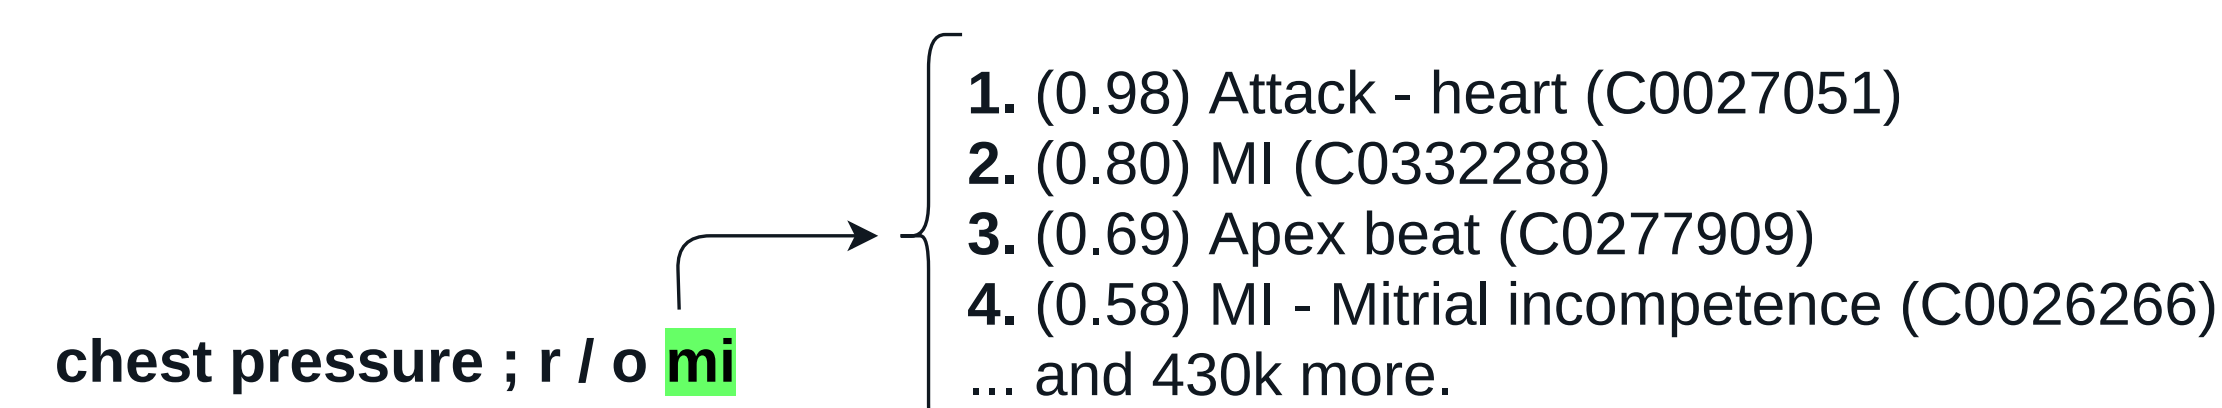 1. (0.98) Attack - heart (C0027051)
2. (0.80) MI (C0332288)
3. (0.69) Apex beat (C0277909)
4. (0.58) MI - Mitrial incompetence (C0026266)
... and 430k more.
chest pressure ; r / o mi